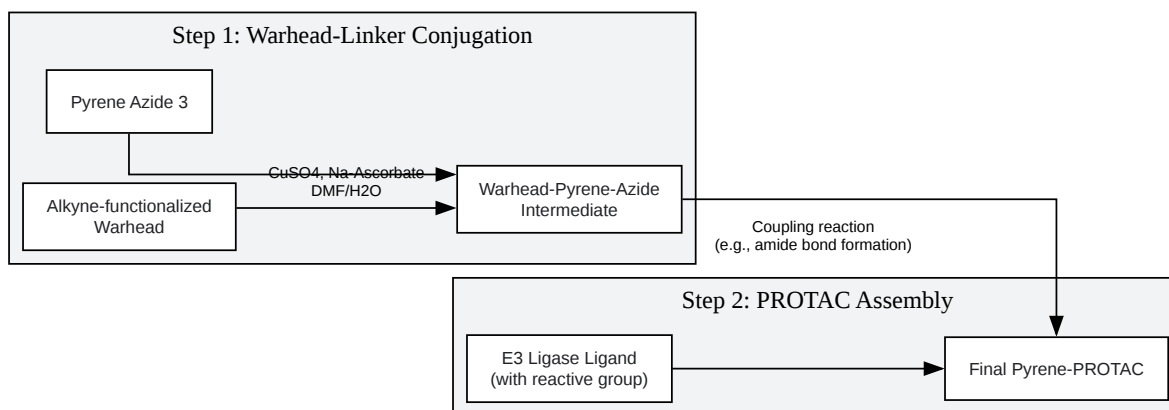 Step 1: Warhead-Linker Conjugation
Pyrene Azide 3
CuSO4, Na-Ascorbate
DMF/H2O
Alkyne-functionalized
Warhead
Warhead-Pyrene-Azide
Intermediate
Coupling reaction
(e.g., amide bond formation)
Step 2: PROTAC Assembly
E3 Ligase Ligand
(with reactive group)
Final Pyrene-PROTAC